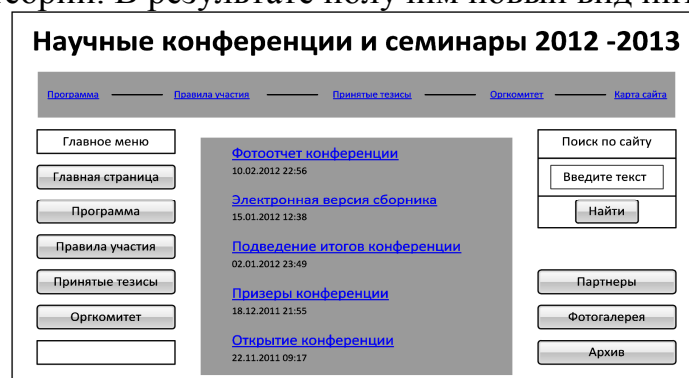 Научные конференции и семинары 2012 -2013
Программа Правила участия Принятые тезисы Оргкомитет Карта сайта
Главное меню
Главная страница
Программа
Правила участия
Принятые тезисы
Оргкомитет
Фотоотчет конференции
10.02.2012 22:56
Электронная версия сборника
15.01.2012 12:38
Подведение итогов конференции
02.01.2012 23:49
Призеры конференции
18.12.2011 21:55
Открытие конференции
22.11.2011 09:17
Поиск по сайту
Введите текст
Найти
Партнеры
Фотогалерея
Архив